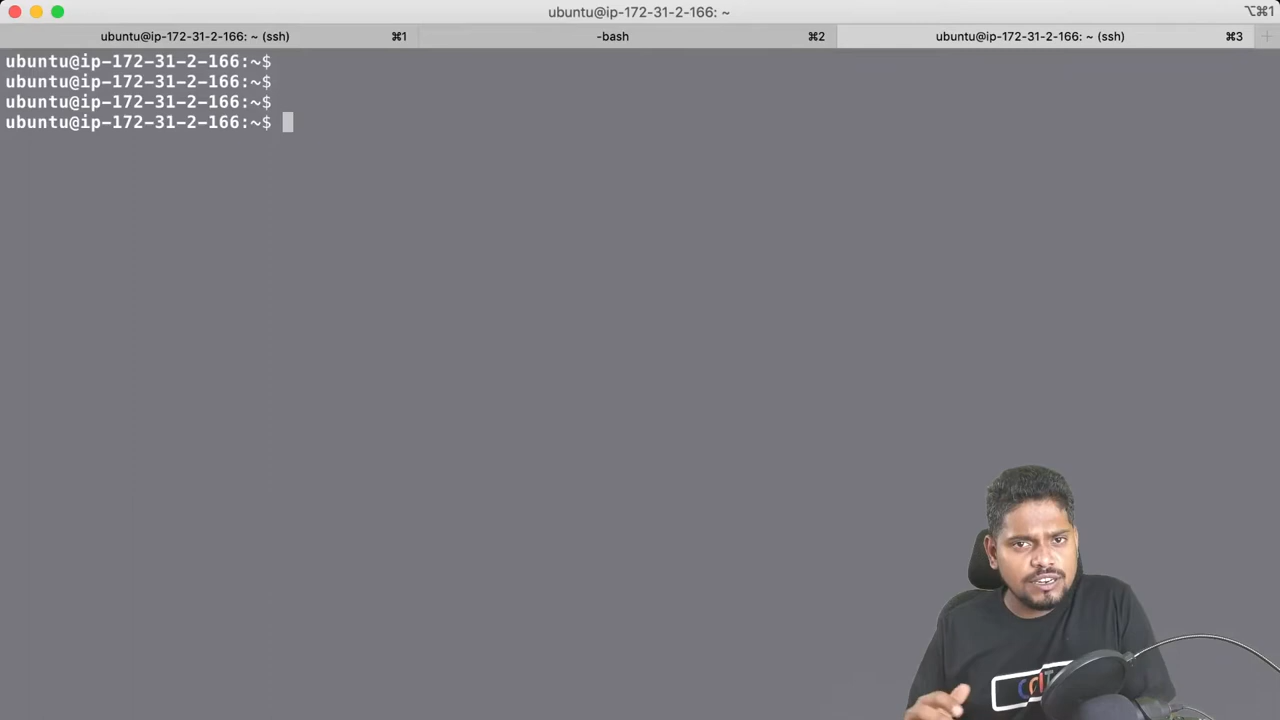 ubuntu@ip-172-31-2-166: ~
⌥⌘1
ubuntu@ip-172-31-2-166: ~ (ssh) ⌘1
-bash ⌘2
ubuntu@ip-172-31-2-166: ~ (ssh) ⌘3
ubuntu@ip-172-31-2-166:~$
ubuntu@ip-172-31-2-166:~$
ubuntu@ip-172-31-2-166:~$
ubuntu@ip-172-31-2-166:~$